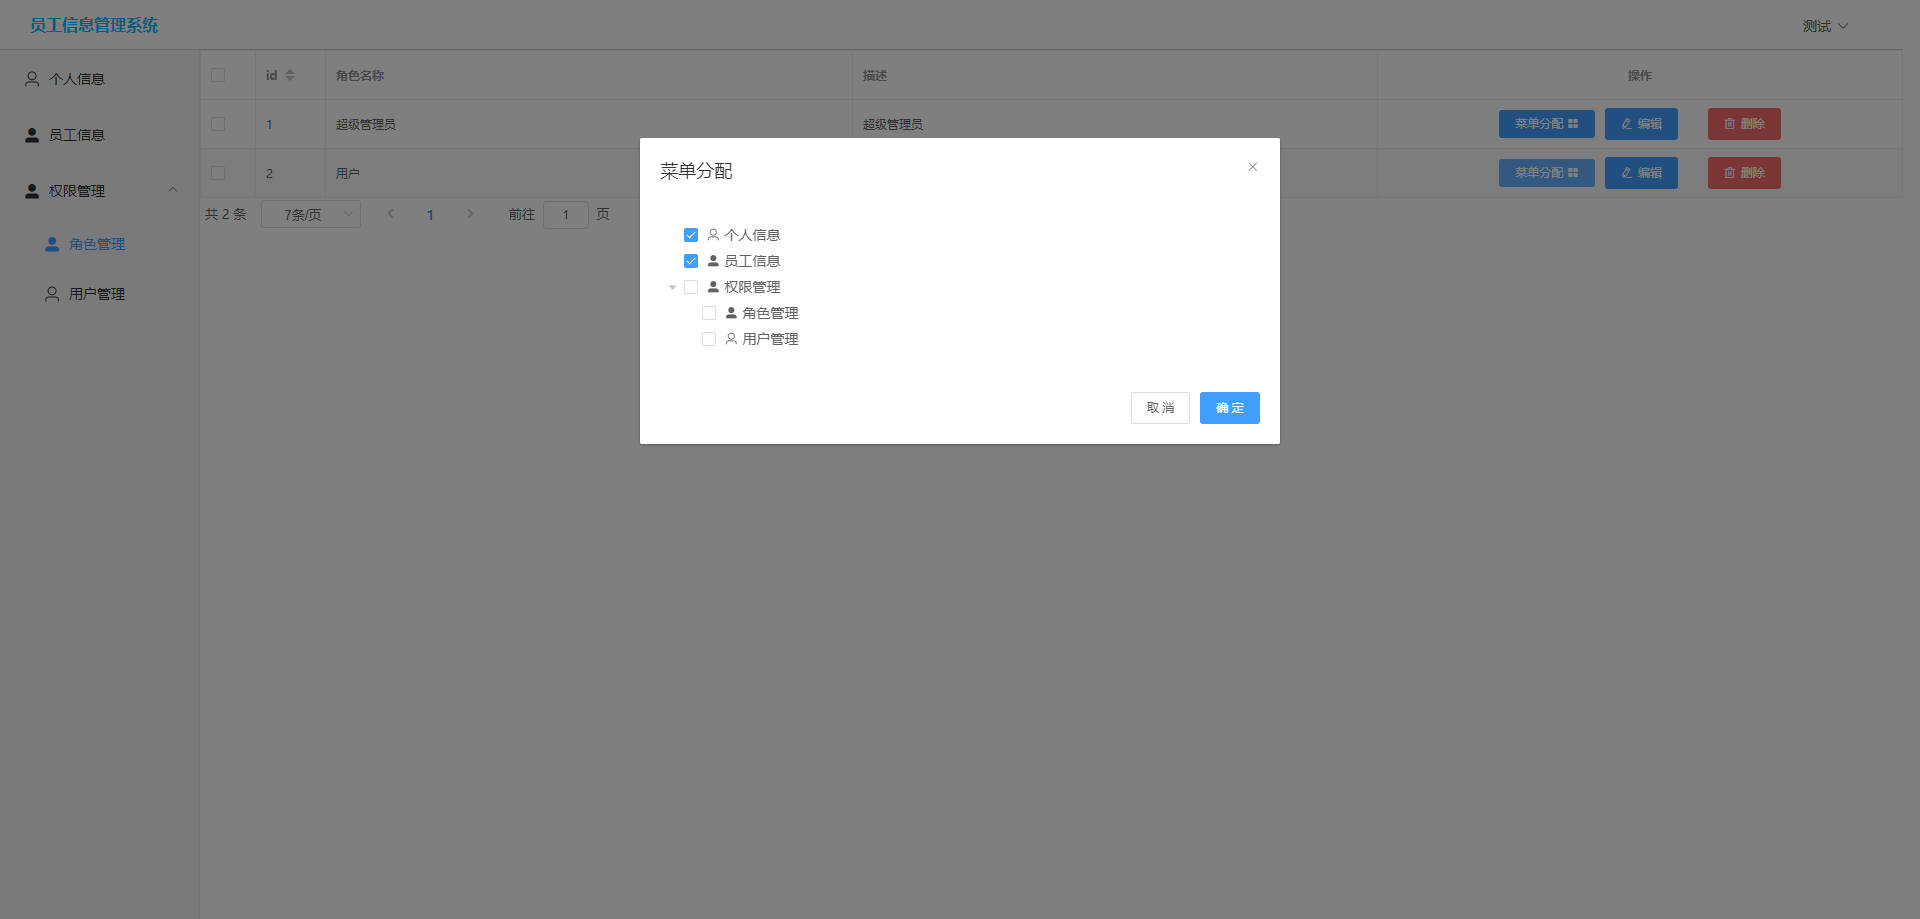 员工信息管理系统
测试
个人信息
员工信息
权限管理
角色管理
用户管理
id 角色名称 描述 操作
1 超级管理员 超级管理员 菜单分配 编辑 删除
2 用户 菜单分配 编辑 删除
共 2 条 7条/页 1 前往 1 页
菜单分配
个人信息
员工信息
权限管理
角色管理
用户管理
取 消 确 定